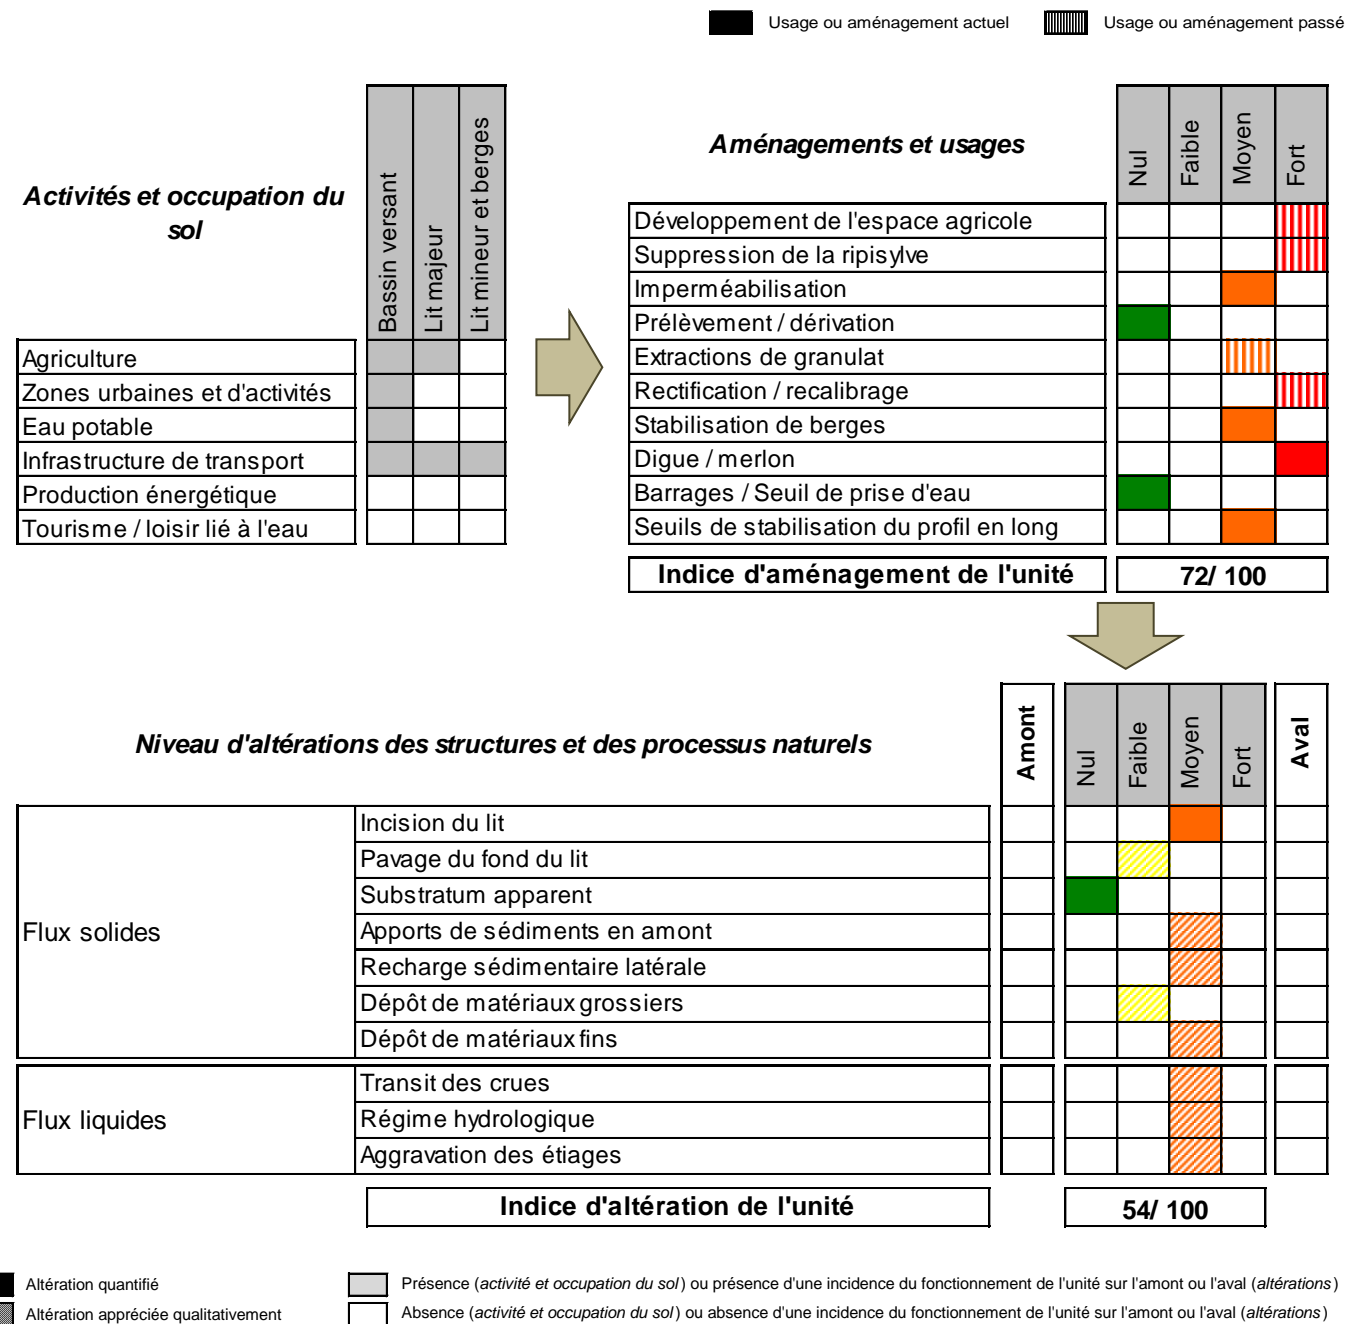 Usage ou aménagement actuel
Usage ou aménagement passé
Activités et occupation du
sol
Bassin versant
Lit majeur
Lit mineur et berges
Agriculture
Zones urbaines et d'activités
Eau potable
Infrastructure de transport
Production énergétique
Tourisme / loisir lié à l'eau
Aménagements et usages
Nul
Faible
Moyen
Fort
Développement de l'espace agricole
Suppression de la ripisylve
Imperméabilisation
Prélèvement / dérivation
Extractions de granulat
Rectification / recalibrage
Stabilisation de berges
Digue / merlon
Barrages / Seuil de prise d'eau
Seuils de stabilisation du profil en long
Indice d'aménagement de l'unité
72/ 100
Niveau d'altérations des structures et des processus naturels
Amont
Nul
Faible
Moyen
Fort
Aval
Flux solides
Incision du lit
Pavage du fond du lit
Substratum apparent
Apports de sédiments en amont
Recharge sédimentaire latérale
Dépôt de matériaux grossiers
Dépôt de matériaux fins
Flux liquides
Transit des crues
Régime hydrologique
Aggravation des étiages
Indice d'altération de l'unité
54/ 100
Altération quantifié
Présence (activité et occupation du sol) ou présence d'une incidence du fonctionnement de l'unité sur l'amont ou l'aval (altérations)
Altération appréciée qualitativement
Absence (activité et occupation du sol) ou absence d'une incidence du fonctionnement de l'unité sur l'amont ou l'aval (altérations)